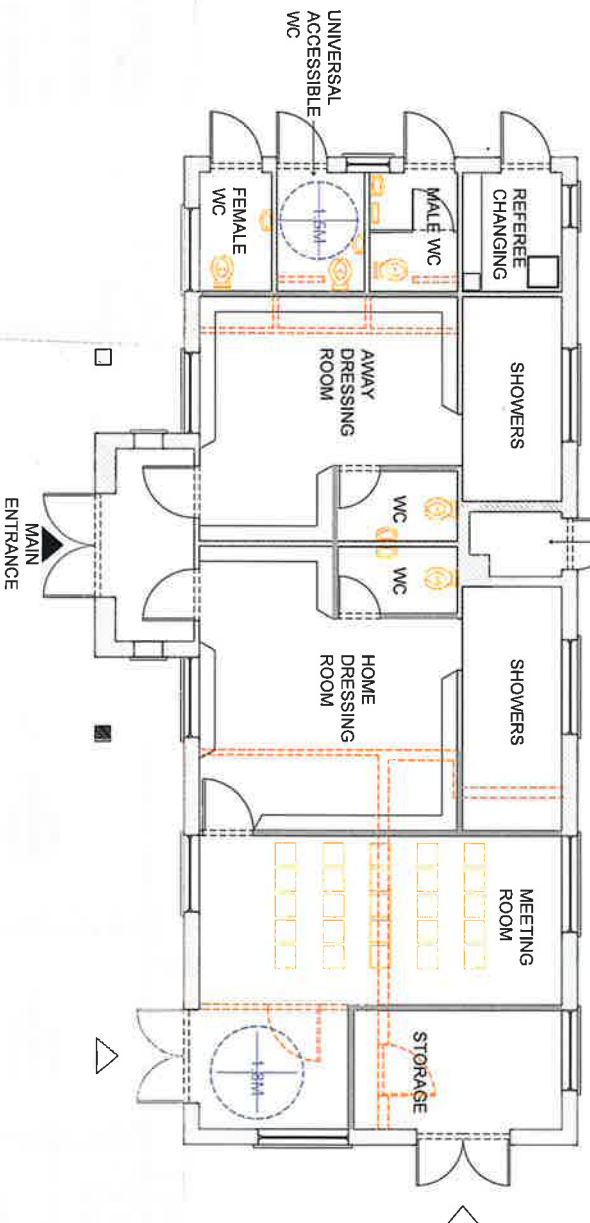 UNIVERSAL
ACCESSIBLE
WC
REFEREE
CHANGING
MALE WC
1.5M
FEMALE
WC
SHOWERS
AWAY
DRESSING
ROOM
WC
WC
MAIN
ENTRANCE
SHOWERS
HOME
DRESSING
ROOM
MEETING
ROOM
STORAGE
1.8M